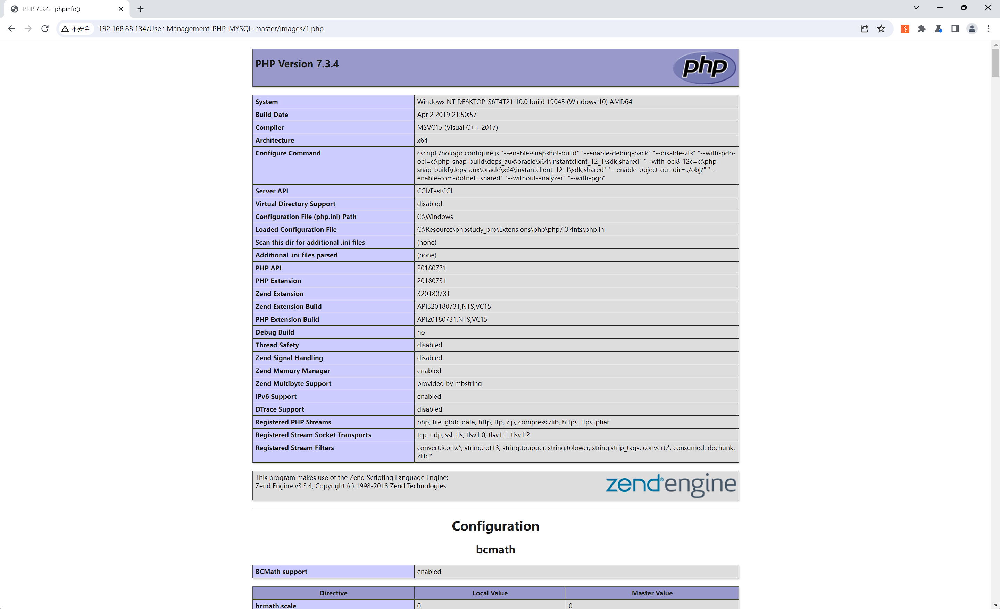 PHP 7.3.4 - phpinfo()
不安全 192.168.88.134/User-Management-PHP-MYSQL-master/images/1.php
PHP Version 7.3.4
php
System Windows NT DESKTOP-S6T4T21 10.0 build 19045 (Windows 10) AMD64
Build Date Apr 2 2019 21:50:57
Compiler MSVC15 (Visual C++ 2017)
Architecture x64
Configure Command cscript /nologo configure.js "--enable-snapshot-build" "--enable-debug-pack" "--disable-zts" "--with-pdo-
oci=c:\php-snap-build\deps_aux\oracle\x64\instantclient_12_1\sdk,shared" "--with-oci8-12c=c:\php-
snap-build\deps_aux\oracle\x64\instantclient_12_1\sdk,shared" "--enable-object-out-dir=../obj/" "--
enable-com-dotnet=shared" "--without-analyzer" "--with-pgo"
Server API CGI/FastCGI
Virtual Directory Support disabled
Configuration File (php.ini) Path C:\Windows
Loaded Configuration File C:\Resource\phpstudy_pro\Extensions\php\php7.3.4nts\php.ini
Scan this dir for additional .ini files (none)
Additional .ini files parsed (none)
PHP API 20180731
PHP Extension 20180731
Zend Extension 320180731
Zend Extension Build API320180731,NTS,VC15
PHP Extension Build API20180731,NTS,VC15
Debug Build no
Thread Safety disabled
Zend Signal Handling disabled
Zend Memory Manager enabled
Zend Multibyte Support provided by mbstring
IPv6 Support enabled
DTrace Support disabled
Registered PHP Streams php, file, glob, data, http, ftp, zip, compress.zlib, https, ftps, phar
Registered Stream Socket Transports tcp, udp, ssl, tls, tlsv1.0, tlsv1.1, tlsv1.2
Registered Stream Filters convert.iconv.*, string.rot13, string.toupper, string.tolower, string.strip_tags, convert.*, consumed, dechunk,
zlib.*
This program makes use of the Zend Scripting Language Engine:
Zend Engine v3.3.4, Copyright (c) 1998-2018 Zend Technologies
zend®engine
Configuration
bcmath
BCMath support enabled
Directive Local Value Master Value
bcmath.scale 0 0